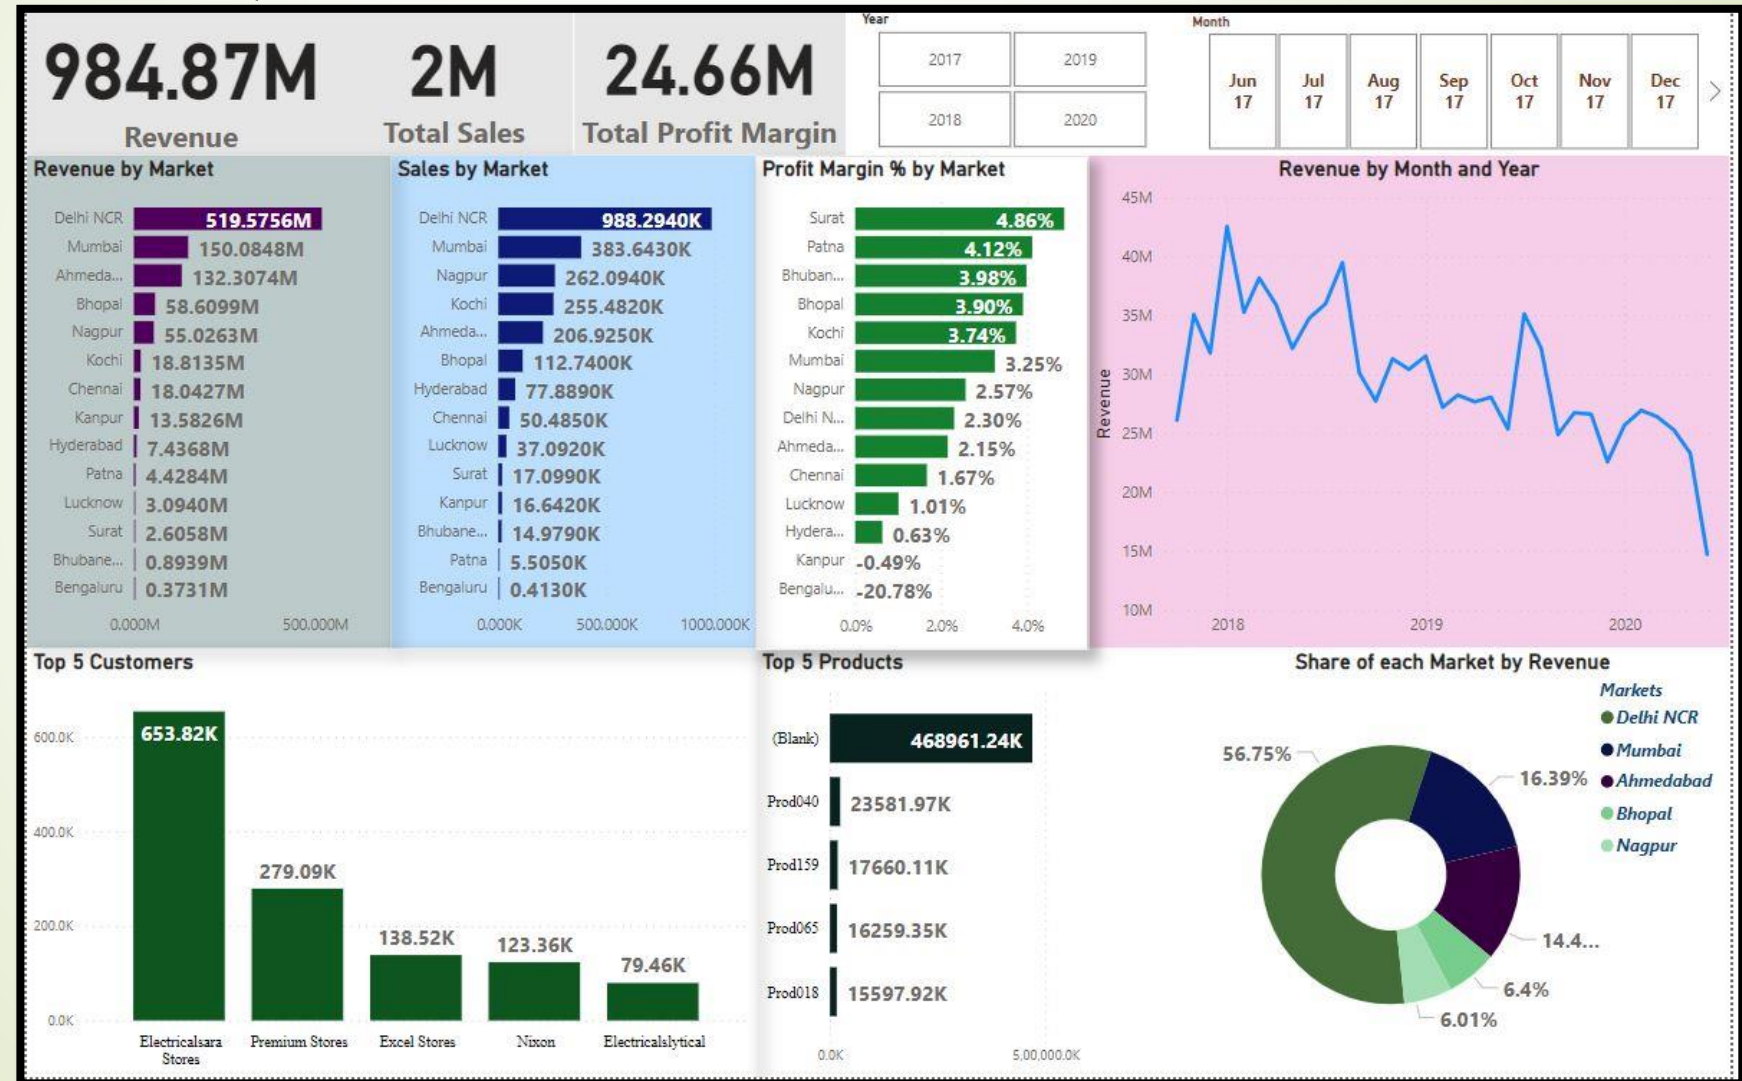 984.87M
Revenue
2M
Total Sales
24.66M
Total Profit Margin
Year
2017
2019
2018
2020
Month
Jun
17
Jul
17
Aug
17
Sep
17
Oct
17
Nov
17
Dec
17
Revenue by Market
Delhi NCR 519.5756M
Mumbai 150.0848M
Ahmeda... 132.3074M
Bhopal 58.6099M
Nagpur 55.0263M
Kochi 18.8135M
Chennai 18.0427M
Kanpur 13.5826M
Hyderabad 7.4368M
Patna 4.4284M
Lucknow 3.0940M
Surat 2.6058M
Bhubane... 0.8939M
Bengaluru 0.3731M
0.000M 500.000M
Sales by Market
Delhi NCR 988.2940K
Mumbai 383.6430K
Nagpur 262.0940K
Kochi 255.4820K
Ahmeda... 206.9250K
Bhopal 112.7400K
Hyderabad 77.8890K
Chennai 50.4850K
Lucknow 37.0920K
Surat 17.0990K
Kanpur 16.6420K
Bhubane... 14.9790K
Patna 5.5050K
Bengaluru 0.4130K
0.000K 500.000K 1000.000K
Profit Margin % by Market
Surat 4.86%
Patna 4.12%
Bhuban... 3.98%
Bhopal 3.90%
Kochi 3.74%
Mumbai 3.25%
Nagpur 2.57%
Delhi N... 2.30%
Ahmeda... 2.15%
Chennai 1.67%
Lucknow 1.01%
Hydera... 0.63%
Kanpur -0.49%
Bengalu... -20.78%
0.0% 2.0% 4.0%
Revenue by Month and Year
Revenue
45M
40M
35M
30M
25M
20M
15M
10M
2018 2019 2020
Top 5 Customers
600.0K
400.0K
200.0K
0.0K
653.82K
279.09K
138.52K
123.36K
79.46K
Electricalsara
Stores
Premium Stores
Excel Stores
Nixon
Electricalslytical
Top 5 Products
(Blank) 468961.24K
Prod040 23581.97K
Prod159 17660.11K
Prod065 16259.35K
Prod018 15597.92K
0.0K 5,00,000.0K
Share of each Market by Revenue
Markets
Delhi NCR
Mumbai
Ahmedabad
Bhopal
Nagpur
56.75%
16.39%
14.4...
6.4%
6.01%